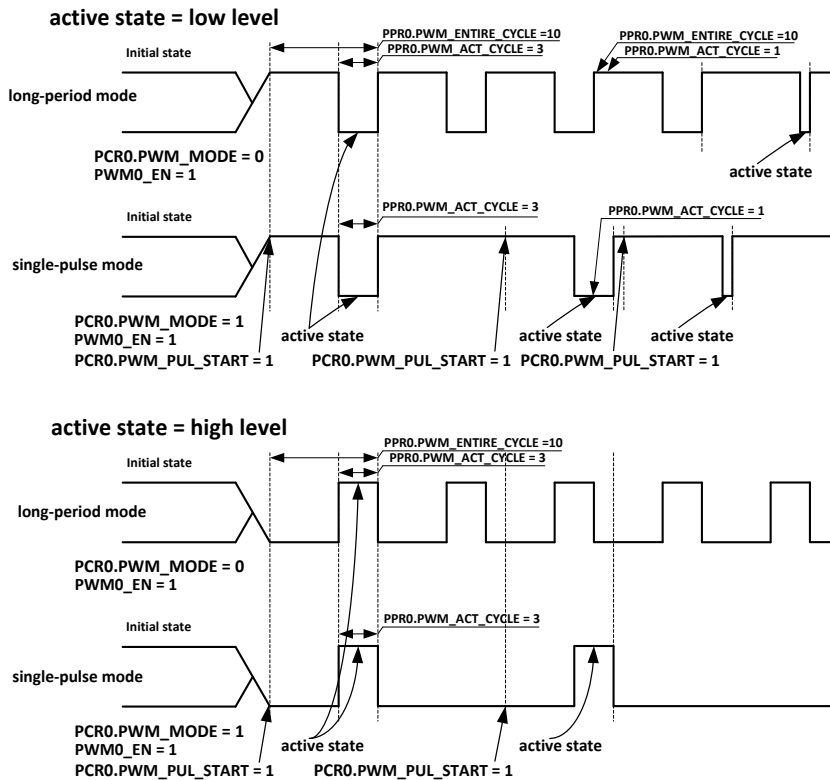 active state = low level
PPR0.PWM_ENTIRE_CYCLE =10
Initial state
PPR0.PWM_ENTIRE_CYCLE =10
PPR0.PWM_ACT_CYCLE = 3
PPR0.PWM_ACT_CYCLE = 1
long-period mode
PCR0.PWM_MODE = 0
PWM0_EN = 1
active state
Initial state
PPR0.PWM_ACT_CYCLE = 3
PPR0.PWM_ACT_CYCLE = 1
single-pulse mode
PCR0.PWM_MODE = 1
PWM0_EN = 1
active state
active state
active state
PCR0.PWM_PUL_START = 1
PCR0.PWM_PUL_START = 1
PCR0.PWM_PUL_START = 1
active state = high level
PPR0.PWM_ENTIRE_CYCLE =10
Initial state
PPR0.PWM_ACT_CYCLE = 3
long-period mode
PCR0.PWM_MODE = 0
PWM0_EN = 1
Initial state
PPR0.PWM_ACT_CYCLE = 3
single-pulse mode
PCR0.PWM_MODE = 1
PWM0_EN = 1
active state
active state
PCR0.PWM_PUL_START = 1
PCR0.PWM_PUL_START = 1